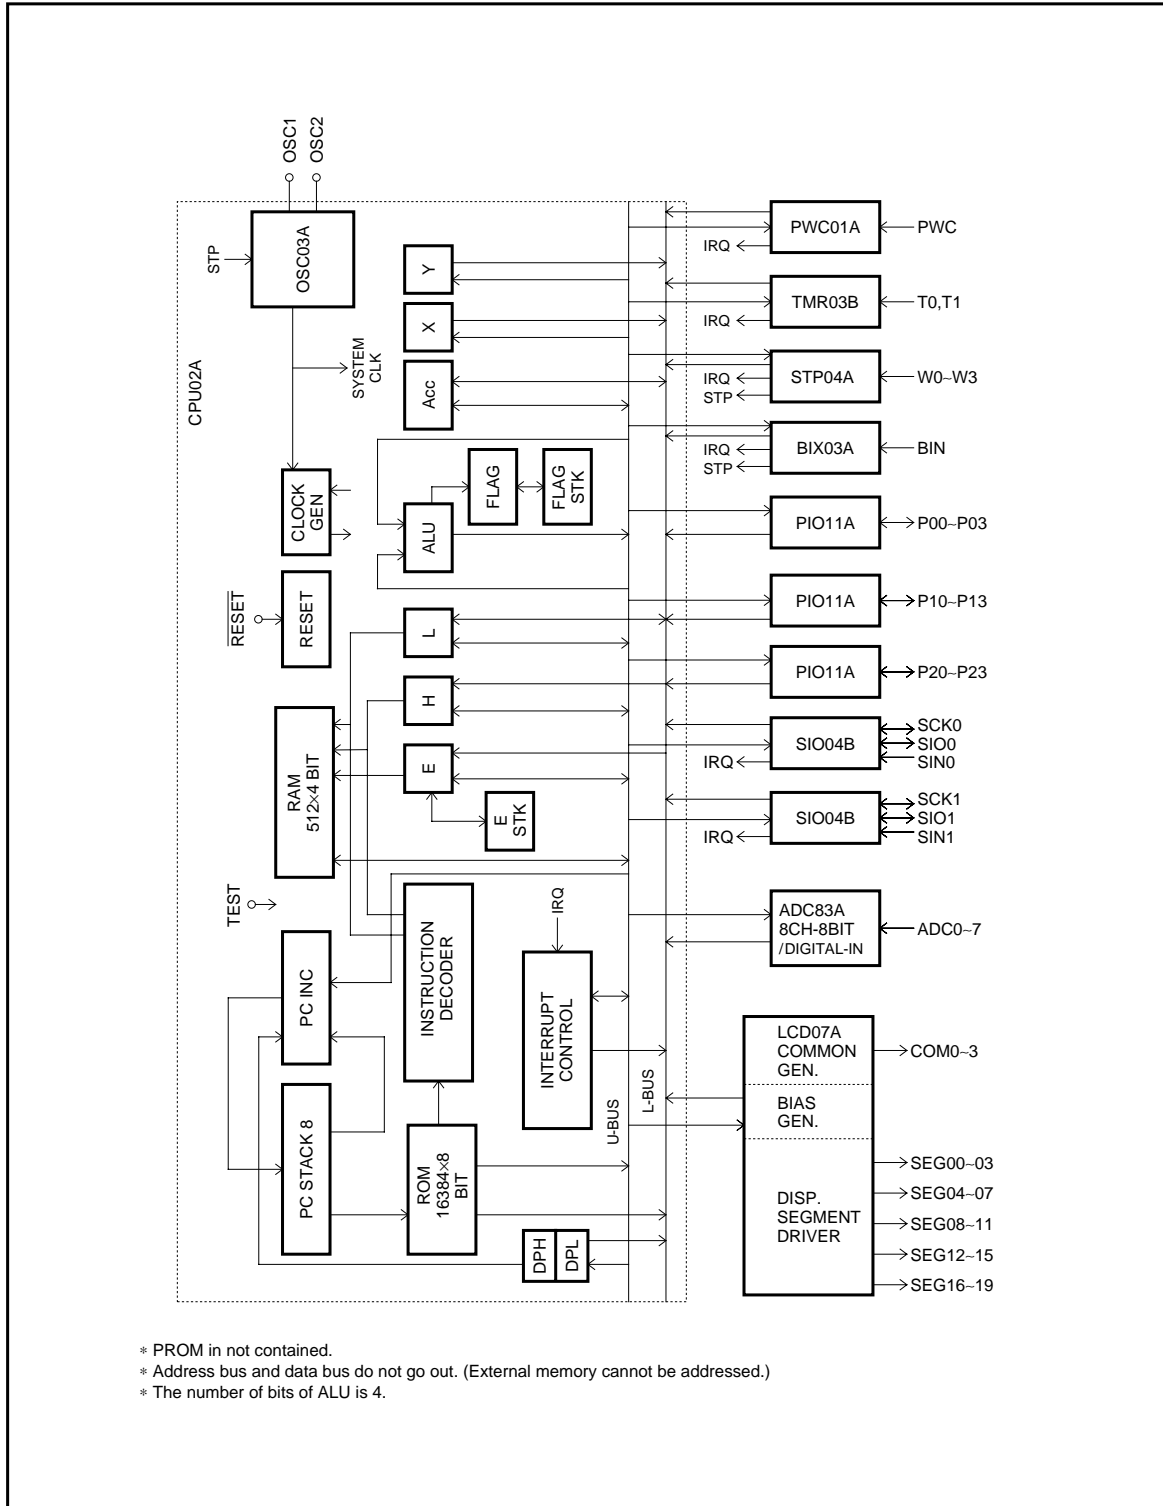 OSC1
OSC2
STP
OSC03A
CPU02A
SYSTEM
CLK
Y
X
Acc
CLOCK
GEN
ALU
FLAG
FLAG
STK
RESET
RESET
L
H
E
E
STK
RAM
512×4 BIT
TEST
PC INC
INSTRUCTION
DECODER
IRQ
INTERRUPT
CONTROL
PC STACK 8
ROM
16384×8
BIT
DPH
DPL
U-BUS
L-BUS
PWC01A
PWC
IRQ
TMR03B
T0,T1
IRQ
STP04A
W0~W3
IRQ
STP
BIX03A
BIN
IRQ
STP
PIO11A
P00~P03
PIO11A
P10~P13
PIO11A
P20~P23
SIO04B
SCK0
SIO0
SIN0
IRQ
SIO04B
SCK1
SIO1
SIN1
IRQ
ADC83A
8CH-8BIT
/DIGITAL-IN
ADC0~7
LCD07A
COMMON
GEN.
COM0~3
BIAS
GEN.
DISP.
SEGMENT
DRIVER
SEG00~03
SEG04~07
SEG08~11
SEG12~15
SEG16~19
* PROM in not contained.
* Address bus and data bus do not go out. (External memory cannot be addressed.)
* The number of bits of ALU is 4.